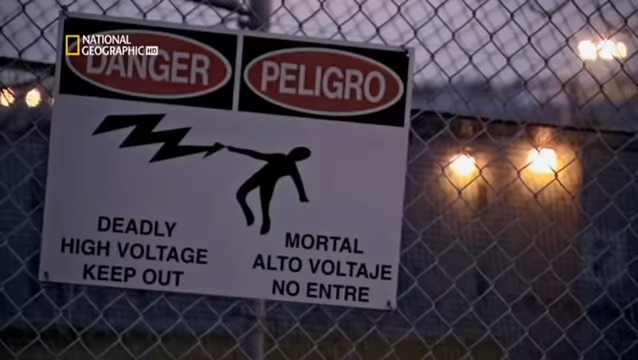 NATIONAL
GEOGRAPHIC HD
DANGER
PELIGRO
DEADLY
HIGH VOLTAGE
KEEP OUT
MORTAL
ALTO VOLTAJE
NO ENTRE